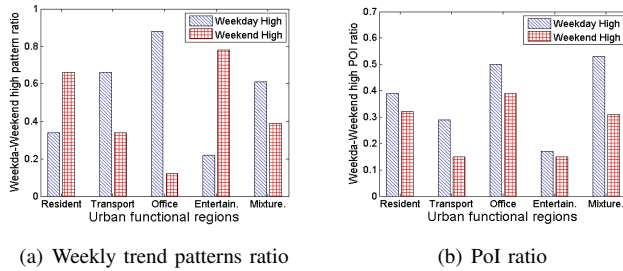 Weekda-Weekend high pattern ratio
1
0.8
0.6
0.4
0.2
0
Weekday High
Weekend High
Resident Transport Office Entertain. Mixture.
Urban functional regions
(a) Weekly trend patterns ratio
Weekda-Weekend high POI ratio
0.7
0.6
0.5
0.4
0.3
0.2
0.1
0
Weekday High
Weekend High
Resident Transport Office Entertain. Mixture.
Urban functional regions
(b) PoI ratio